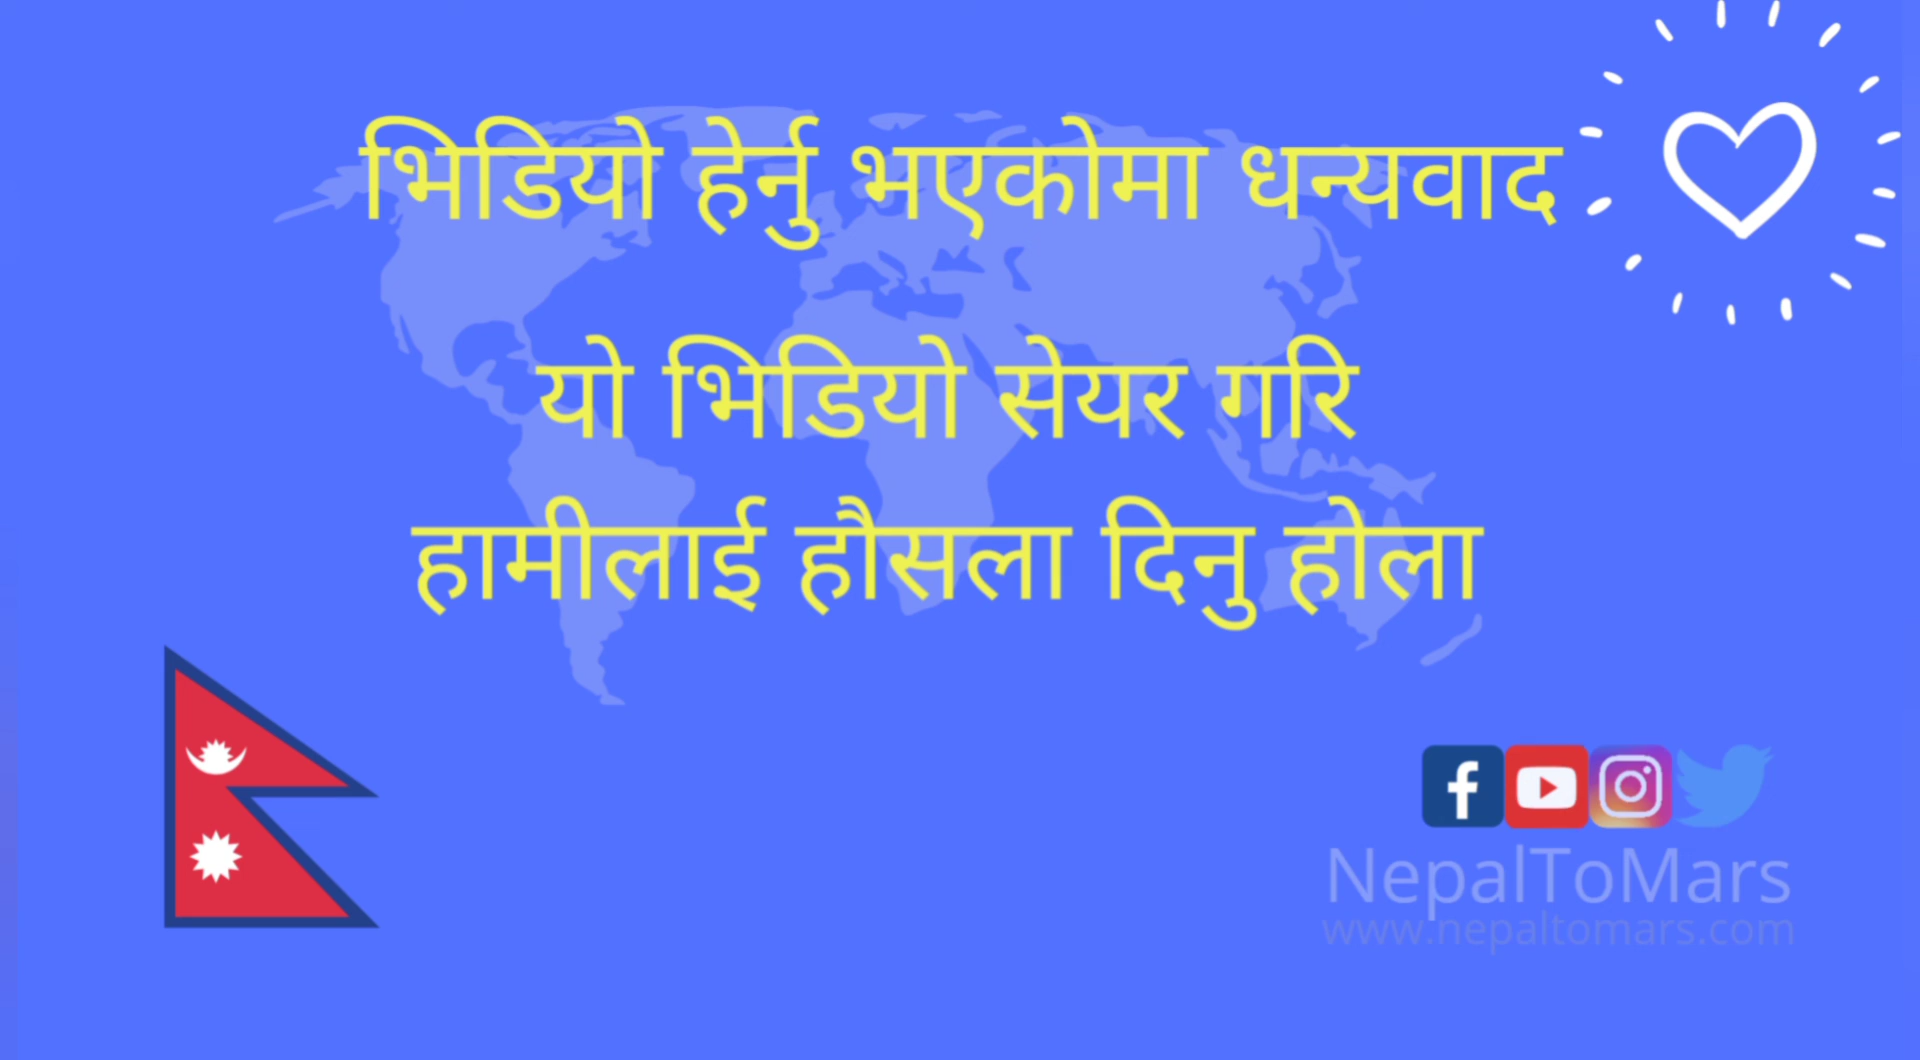 भिडियो हेर्नु भएकोमा धन्यवाद
यो भिडियो सेयर गरि
हामीलाई हौसला दिनु होला
NepalToMars
www.nepaltomars.com